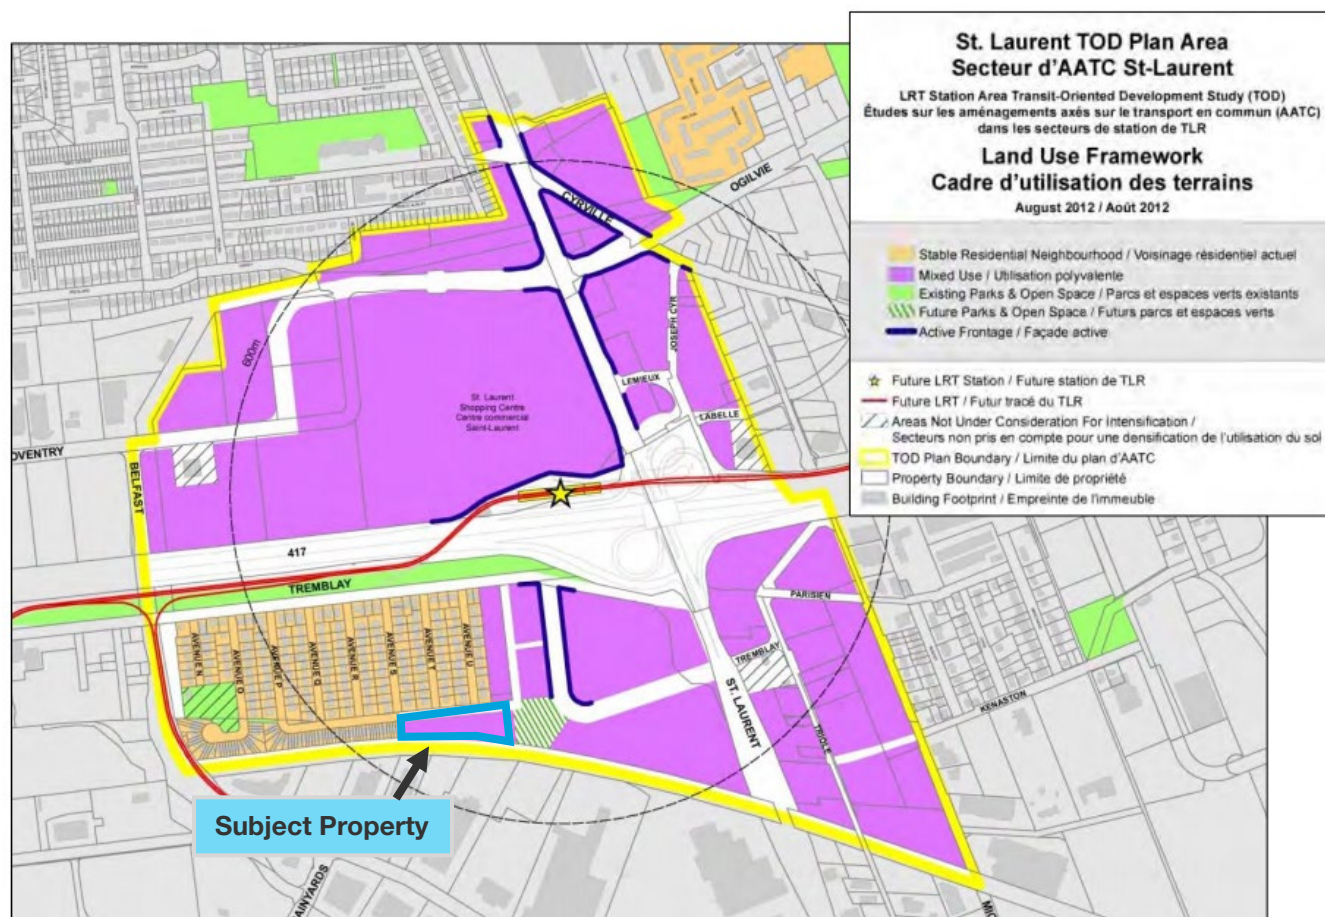 St. Laurent TOD Plan Area
Secteur d'AATC St-Laurent
LRT Station Area Transit-Oriented Development Study (TOD)
Études sur les aménagements axés sur le transport en commun (AATC)
dans les secteurs de station de TLR
Land Use Framework
Cadre d'utilisation des terrains
August 2012 / Août 2012
Stable Residential Neighbourhood / Voisinage résidentiel actuel
Mixed Use / Utilisation polyvalente
Existing Parks & Open Space / Parcs et espaces verts existants
Future Parks & Open Space / Futurs parcs et espaces verts
Active Frontage / Façade active
Future LRT Station / Future station de TLR
Future LRT / Futur tracé du TLR
Areas Not Under Consideration For Intensification /
Secteurs non pris en compte pour une densification de l'utilisation du sol
TOD Plan Boundary / Limite du plan d'AATC
Property Boundary / Limite de propriété
Building Footprint / Empreinte de l'immeuble
OGILVIE
CYRVILLE
JOSEPH CYR
600m
LEMIEUX
LABELLE
St. Laurent
Shopping Centre
Centre commercial
Saint-Laurent
OVENTRY
BELFAST
417
TREMBLAY
PARISIEN
AVENUE N
AVENUE O
AVENUE P
AVENUE Q
AVENUE R
AVENUE S
AVENUE T
AVENUE U
TREMBLAY
ST. LAURENT
TRIOLE
KENASTON
Subject Property
AINYARDS
MIC